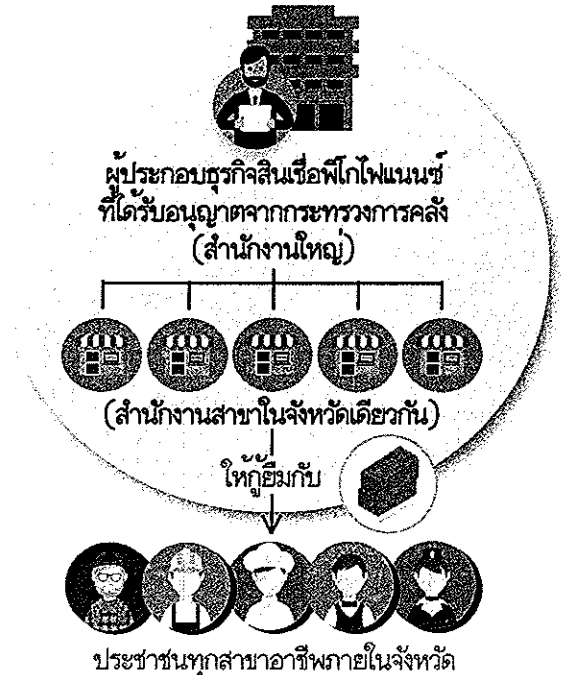 ผู้ประกอบธุรกิจสินเชื่อพิโกไฟแนนซ์
ที่ได้รับอนุญาตจากกระทรวงการคลัง
(สำนักงานใหญ่)
(สำนักงานสาขาในจังหวัดเดียวกัน)
ให้กู้ยืมกับ
ประชาชนทุกสาขาอาชีพภายในจังหวัด